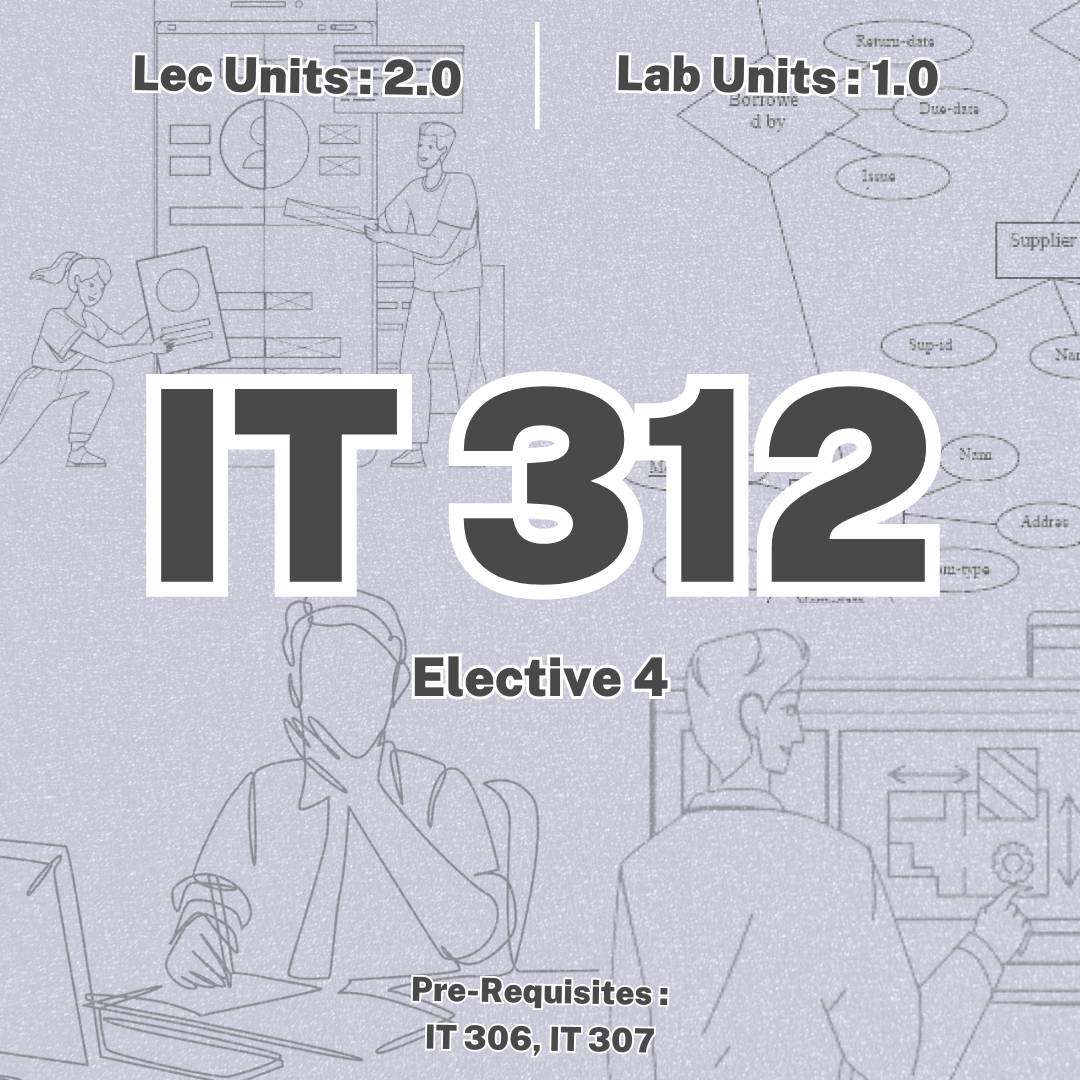 Lec Units : 2.0
Lab Units : 1.0
Return-date
Borrowe
d by
Due-date
Issue
Supplier
Sup-id
IT 312
Nam
Addres
Elective 4
Pre-Requisites :
IT 306, IT 307